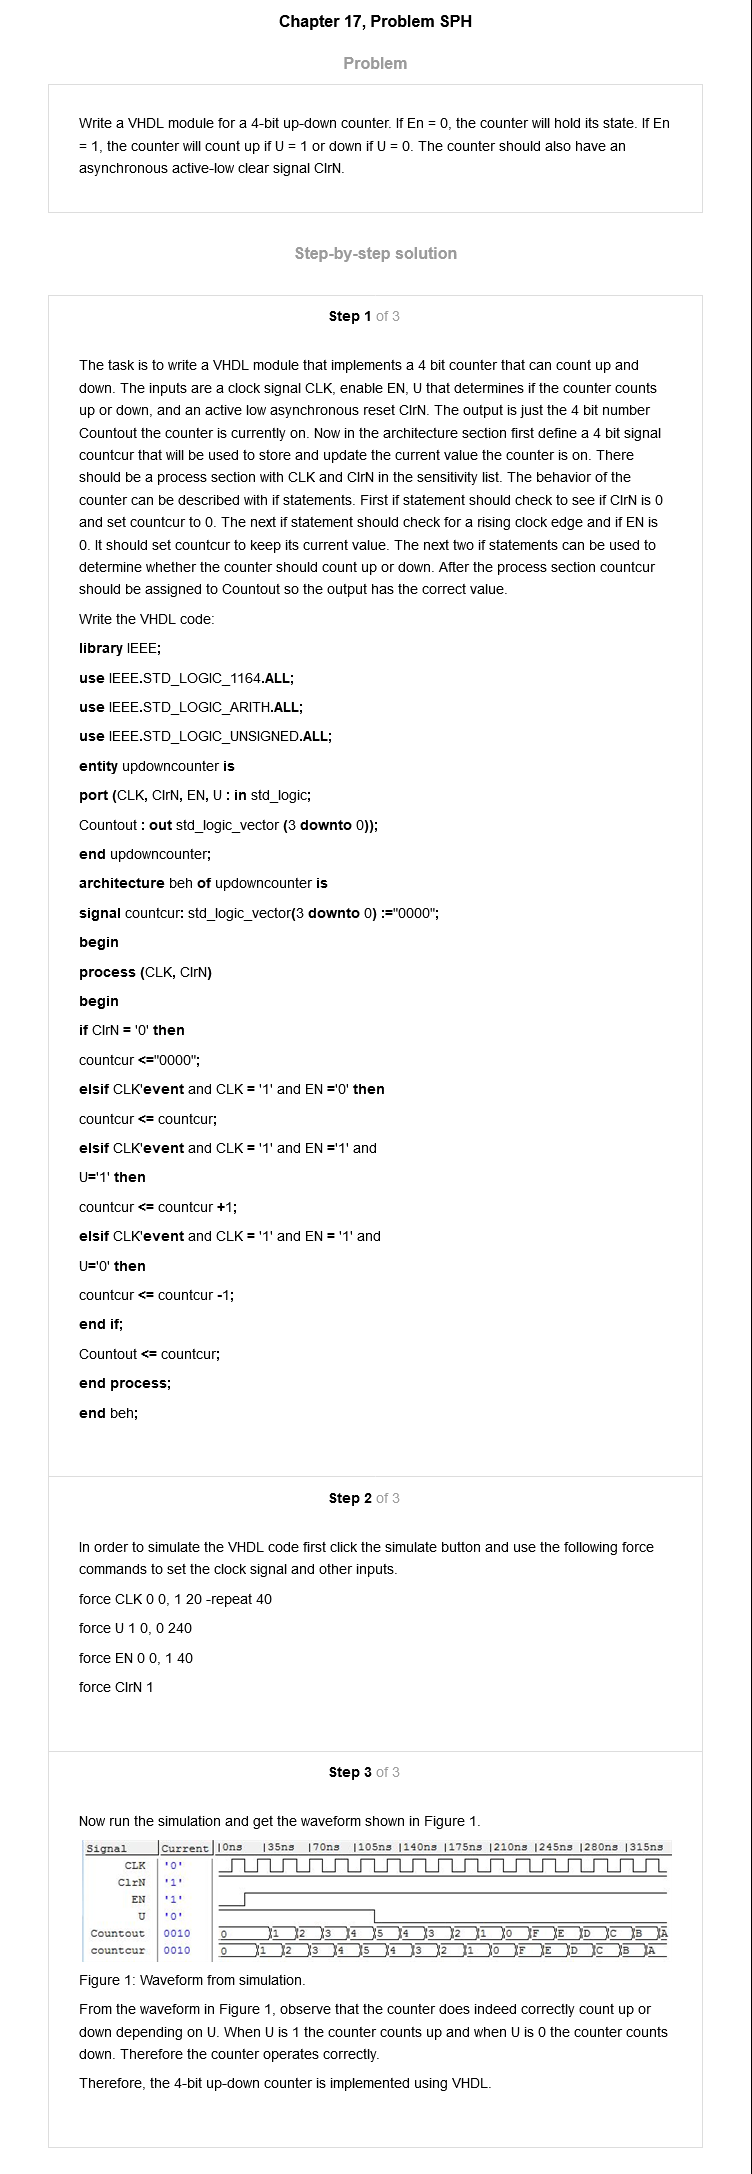 Chapter 17, Problem SPH
Problem
Write a VHDL module for a 4-bit up-down counter. If En = 0, the counter will hold its state. If En
= 1, the counter will count up if U = 1 or down if U = 0. The counter should also have an
asynchronous active-low clear signal ClrN.
Step-by-step solution
Step 1 of 3
The task is to write a VHDL module that implements a 4 bit counter that can count up and
down. The inputs are a clock signal CLK, enable EN, U that determines if the counter counts
up or down, and an active low asynchronous reset ClrN. The output is just the 4 bit number
Countout the counter is currently on. Now in the architecture section first define a 4 bit signal
countcur that will be used to store and update the current value the counter is on. There
should be a process section with CLK and ClrN in the sensitivity list. The behavior of the
counter can be described with if statements. First if statement should check to see if ClrN is 0
and set countcur to 0. The next if statement should check for a rising clock edge and if EN is
0. It should set countcur to keep its current value. The next two if statements can be used to
determine whether the counter should count up or down. After the process section countcur
should be assigned to Countout so the output has the correct value.
Write the VHDL code:
library IEEE;
use IEEE.STD_LOGIC_1164.ALL;
use IEEE.STD_LOGIC_ARITH.ALL;
use IEEE.STD_LOGIC_UNSIGNED.ALL;
entity updowncounter is
port (CLK, ClrN, EN, U : in std_logic;
Countout : out std_logic_vector (3 downto 0));
end updowncounter;
architecture beh of updowncounter is
signal countcur: std_logic_vector(3 downto 0) :="0000";
begin
process (CLK, ClrN)
begin
if ClrN = '0' then
countcur <="0000";
elsif CLK'event and CLK = '1' and EN ='0' then
countcur <= countcur;
elsif CLK'event and CLK = '1' and EN ='1' and
U='1' then
countcur <= countcur +1;
elsif CLK'event and CLK = '1' and EN = '1' and
U='0' then
countcur <= countcur -1;
end if;
Countout <= countcur;
end process;
end beh;
Step 2 of 3
In order to simulate the VHDL code first click the simulate button and use the following force
commands to set the clock signal and other inputs.
force CLK 0 0, 1 20 -repeat 40
force U 1 0, 0 240
force EN 0 0, 1 40
force ClrN 1
Step 3 of 3
Now run the simulation and get the waveform shown in Figure 1.
Signal Current |0ns |35ns |70ns |105ns |140ns |175ns |210ns |245ns |280ns |315ns
CLK '0'
ClrN '1'
EN '1'
U '0'
Countout 0010 0 1 2 3 4 5 4 3 2 1 0 F E D C B A
countcur 0010 0 1 2 3 4 5 4 3 2 1 0 F E D C B A
Figure 1: Waveform from simulation.
From the waveform in Figure 1, observe that the counter does indeed correctly count up or
down depending on U. When U is 1 the counter counts up and when U is 0 the counter counts
down. Therefore the counter operates correctly.
Therefore, the 4-bit up-down counter is implemented using VHDL.